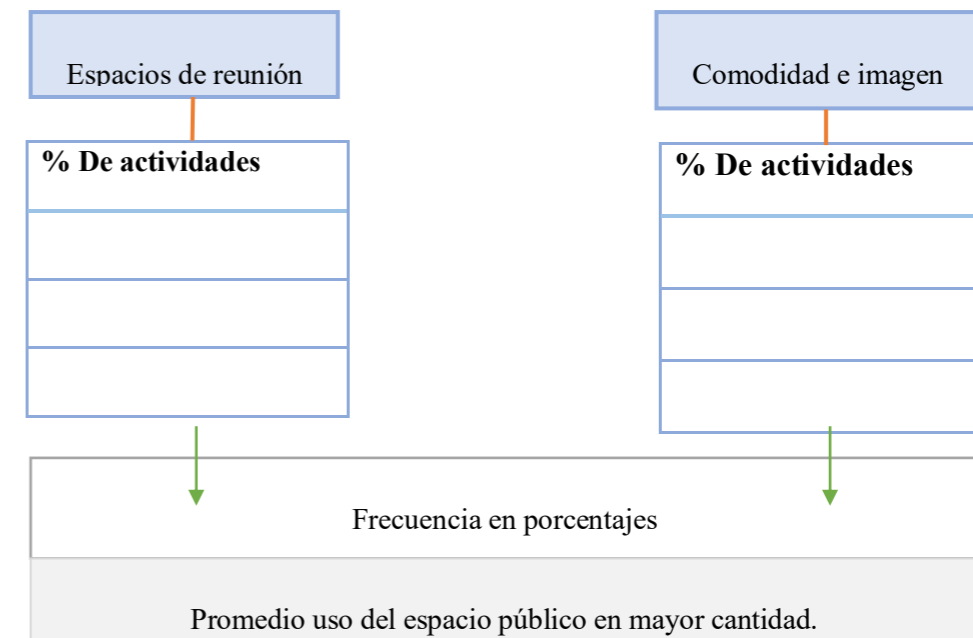 Espacios de reunión
Comodidad e imagen
% De actividades
% De actividades
Frecuencia en porcentajes
Promedio uso del espacio público en mayor cantidad.